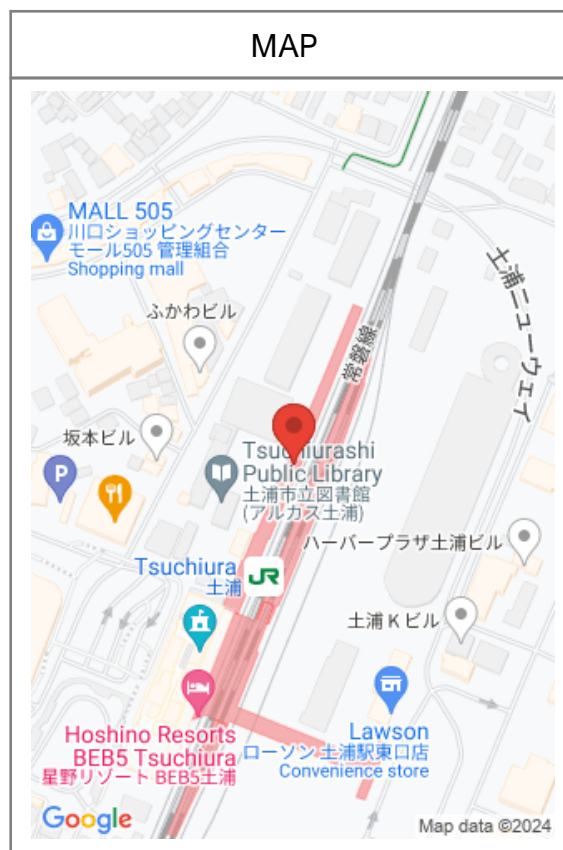 MAP
MALL 505
川口ショッピングセンター
モール505 管理組合
Shopping mall
土浦ニューウェイ
ふかわビル
常磐線
坂本ビル
P
Tsuchiurashi
Public Library
土浦市立図書館
(アルカス土浦)
ハーバープラザ土浦ビル
Tsuchiura
土浦
JR
土浦Kビル
Hoshino Resorts
BEB5 Tsuchiura
星野リゾート BEB5土浦
Lawson
ローソン 土浦駅東口店
Convenience store
Google
Map data ©2024